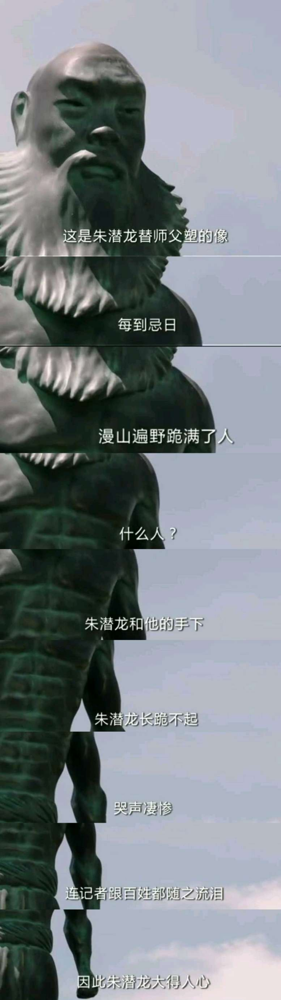 这是朱潜龙替师父塑的像
每到忌日
漫山遍野跪满了人
什么人？
朱潜龙和他的手下
朱潜龙长跪不起
哭声凄惨
连记者跟百姓都随之流泪
因此朱潜龙大得人心